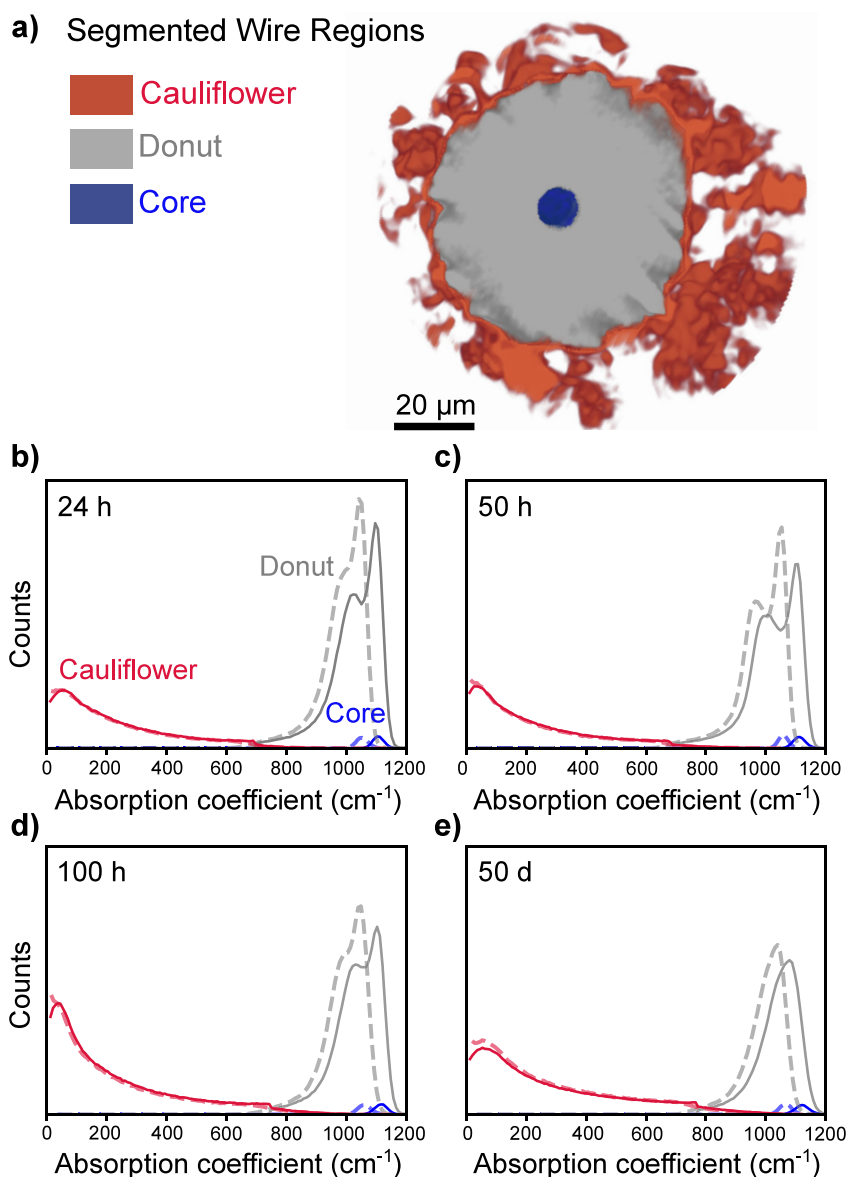 a) Segmented Wire Regions
Cauliflower
Donut
Core
20 µm
b)
24 h
Donut
Cauliflower
Core
Counts
0 200 400 600 800 1000 1200
Absorption coefficient (cm⁻¹)
c)
50 h
0 200 400 600 800 1000 1200
Absorption coefficient (cm⁻¹)
d)
100 h
Counts
0 200 400 600 800 1000 1200
Absorption coefficient (cm⁻¹)
e)
50 d
0 200 400 600 800 1000 1200
Absorption coefficient (cm⁻¹)